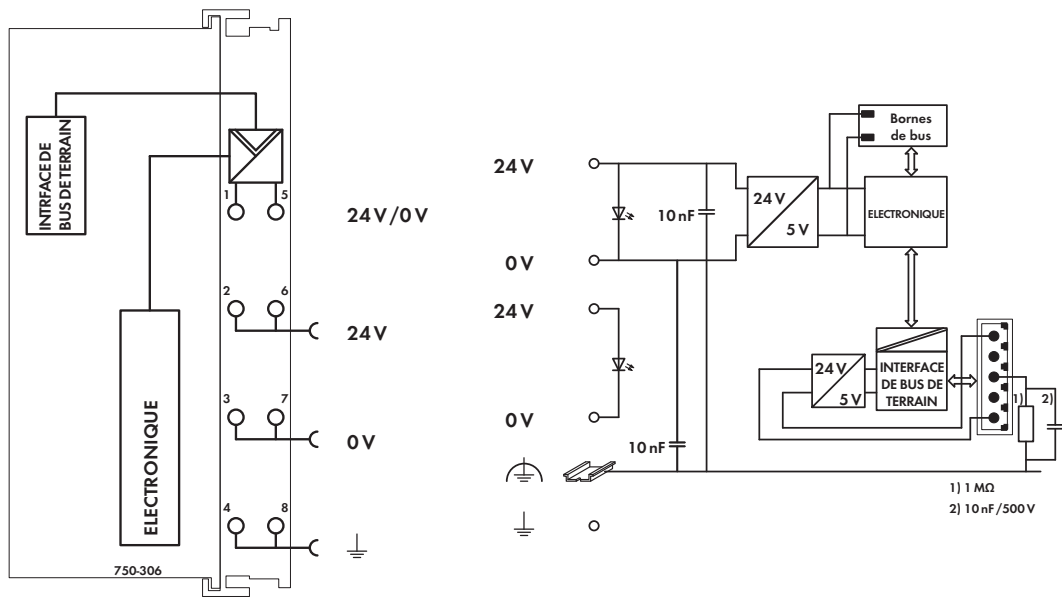 INTRFACE DE
BUS DE TERRAIN
ELECTRONIQUE
750-306
1
5
24 V/0 V
2
6
24 V
3
7
0 V
4
8
24 V
0 V
24 V
0 V
10 nF
10 nF
24 V
5 V
Bornes
de bus
ELECTRONIQUE
24 V
5 V
INTERFACE
DE BUS DE
TERRAIN
1)
2)
1) 1 MΩ
2) 10 nF/500 V